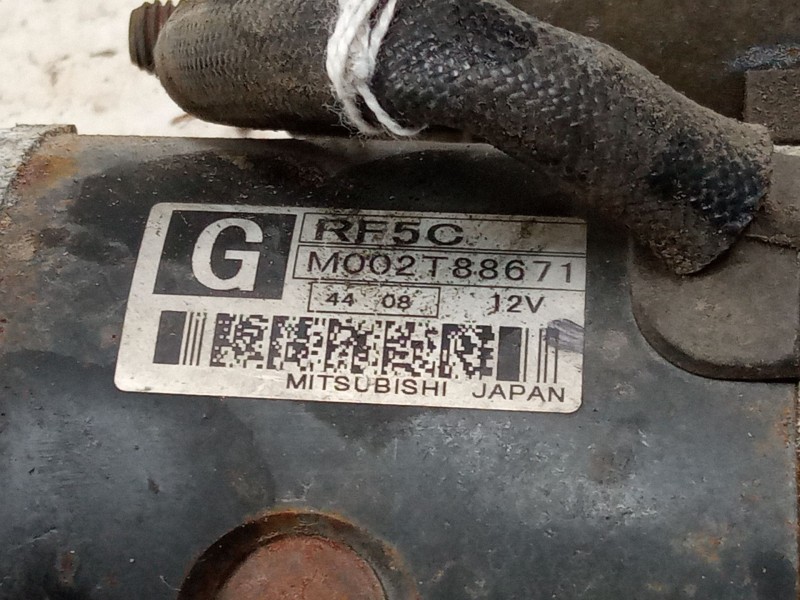 G
RF5C
M002T88671
44 08 12V
MITSUBISHI JAPAN